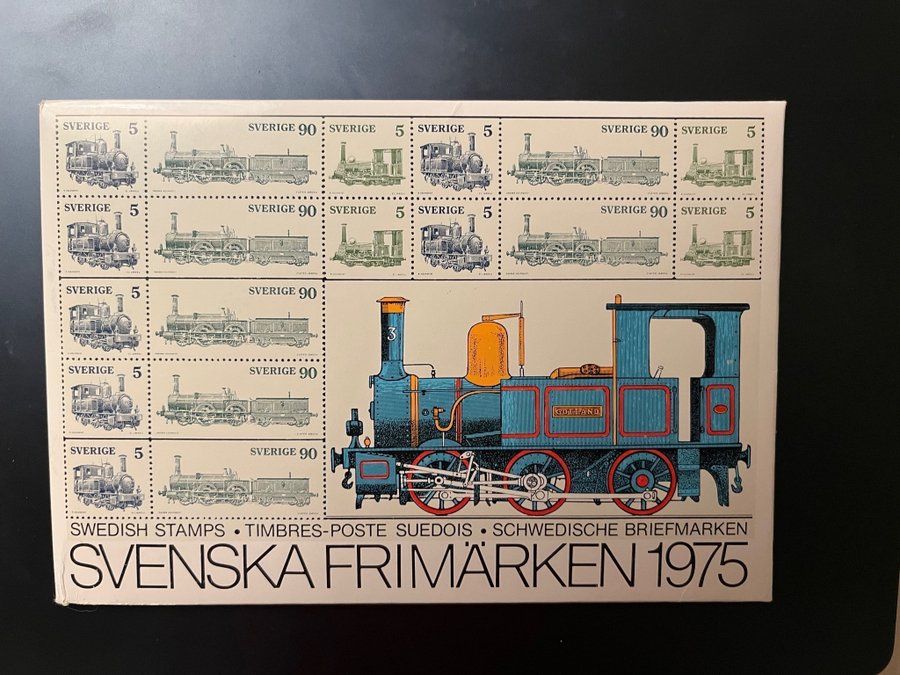 SVERIGE 5 SVERIGE 90 SVERIGE 5 SVERIGE 5 SVERIGE 90 SVERIGE 5
SVERIGE 5 SVERIGE 90 SVERIGE 5 SVERIGE 5 SVERIGE 90 SVERIGE 5
SVERIGE 5 SVERIGE 90
SVERIGE 5 SVERIGE 90
SVERIGE 5 SVERIGE 90
3
GOTLAND
SWEDISH STAMPS • TIMBRES-POSTE SUEDOIS • SCHWEDISCHE BRIEFMARKEN
SVENSKA FRIMÄRKEN 1975